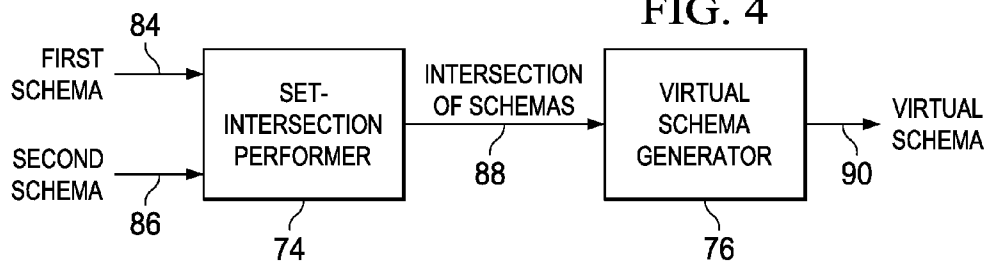 FIG. 4
84
FIRST
SCHEMA
SECOND
SCHEMA
86
SET-
INTERSECTION
PERFORMER
74
INTERSECTION
OF SCHEMAS
88
VIRTUAL
SCHEMA
GENERATOR
76
90
VIRTUAL
SCHEMA